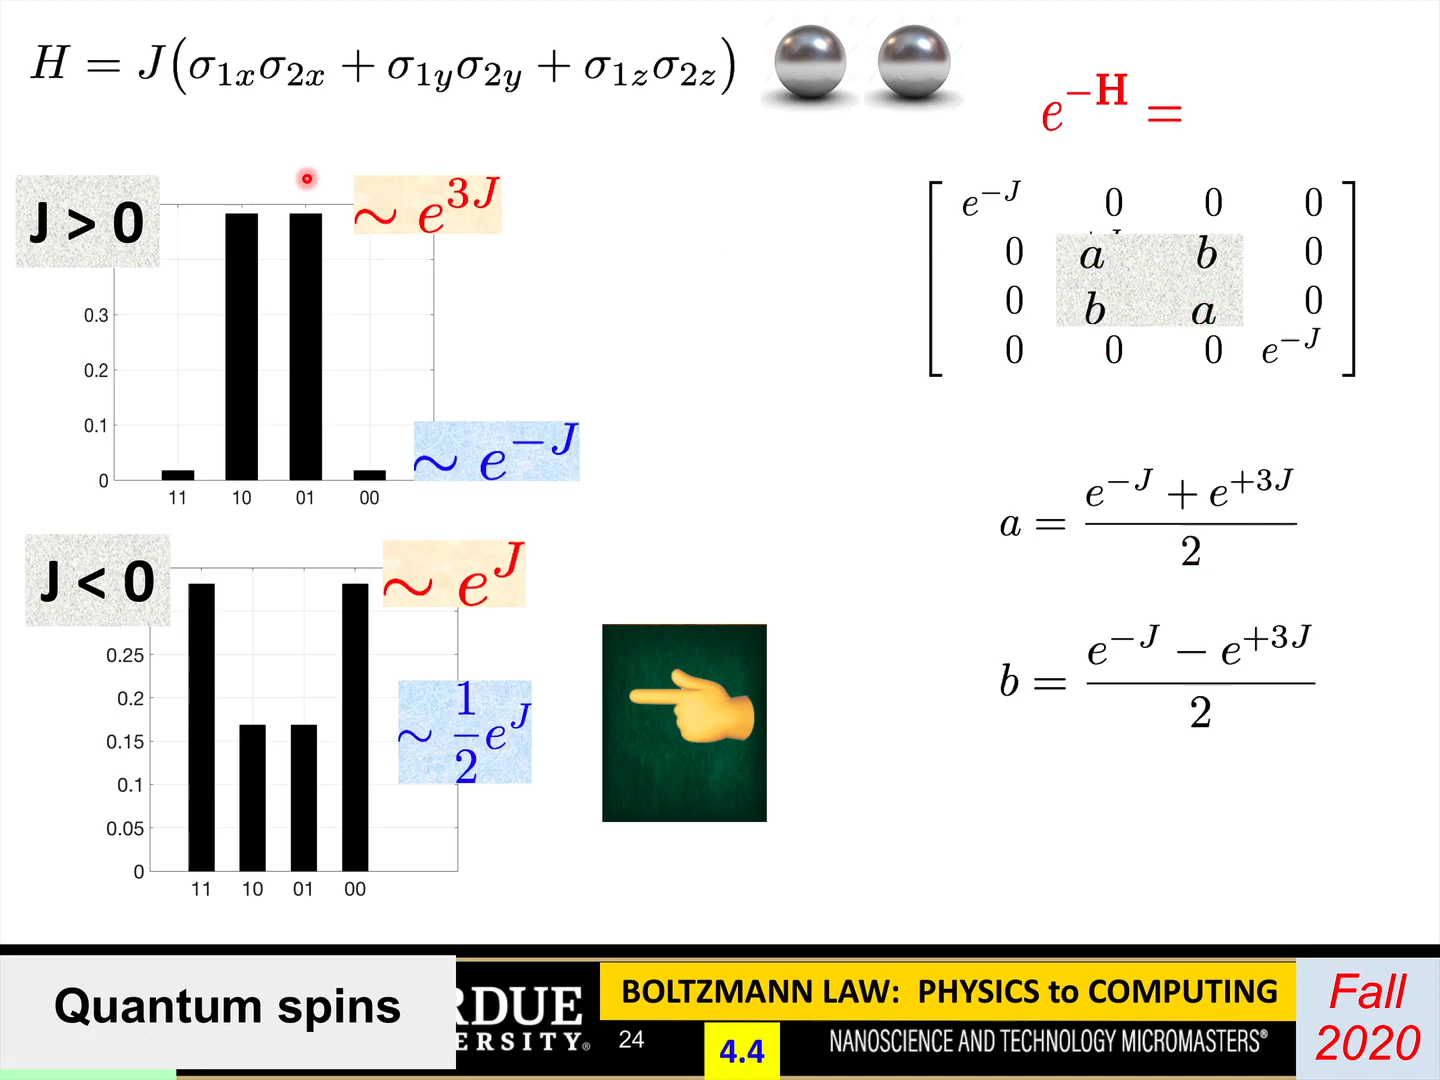 H = J(σ₁ₓσ₂ₓ + σ₁ᵧσ₂ᵧ + σ₁zσ₂z)
e^{−H} =
J > 0
∼ e^{3J}
0.3
0.2
0.1
0
∼ e^{−J}
11 10 01 00
e^{−J} 0 0 0
0 a b 0
0 b a 0
0 0 0 e^{−J}
a = (e^{−J} + e^{+3J}) / 2
b = (e^{−J} − e^{+3J}) / 2
J < 0
∼ e^J
0.25
0.2
0.15
0.1
0.05
0
∼ 1/2 e^J
11 10 01 00
Quantum spins
RDUE
ERSITY®
24
4.4
BOLTZMANN LAW: PHYSICS to COMPUTING
NANOSCIENCE AND TECHNOLOGY MICROMASTERS®
Fall
2020